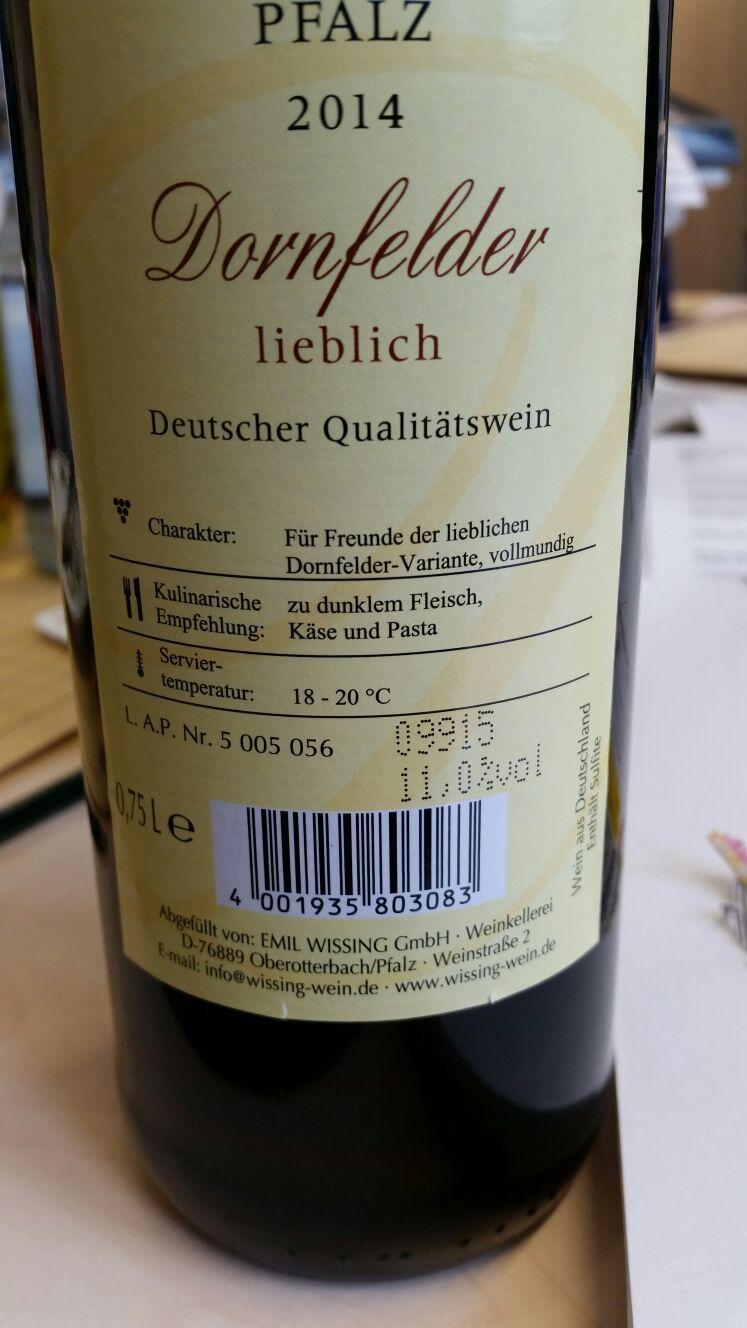 PFALZ
2014
Dornfelder
lieblich
Deutscher Qualitätswein
Charakter: Für Freunde der lieblichen
Dornfelder-Variante, vollmundig
Kulinarische zu dunklem Fleisch,
Empfehlung: Käse und Pasta
Servier-
temperatur: 18 - 20 °C
L. A.P. Nr. 5 005 056 09915
11,0%vol
0,75 L e
Wein aus Deutschland
Enthält Sulfite
4 001935 803083
Abgefüllt von: EMIL WISSING GmbH · Weinkellerei
D-76889 Oberotterbach/Pfalz · Weinstraße 2
E-mail: info@wissing-wein.de · www.wissing-wein.de